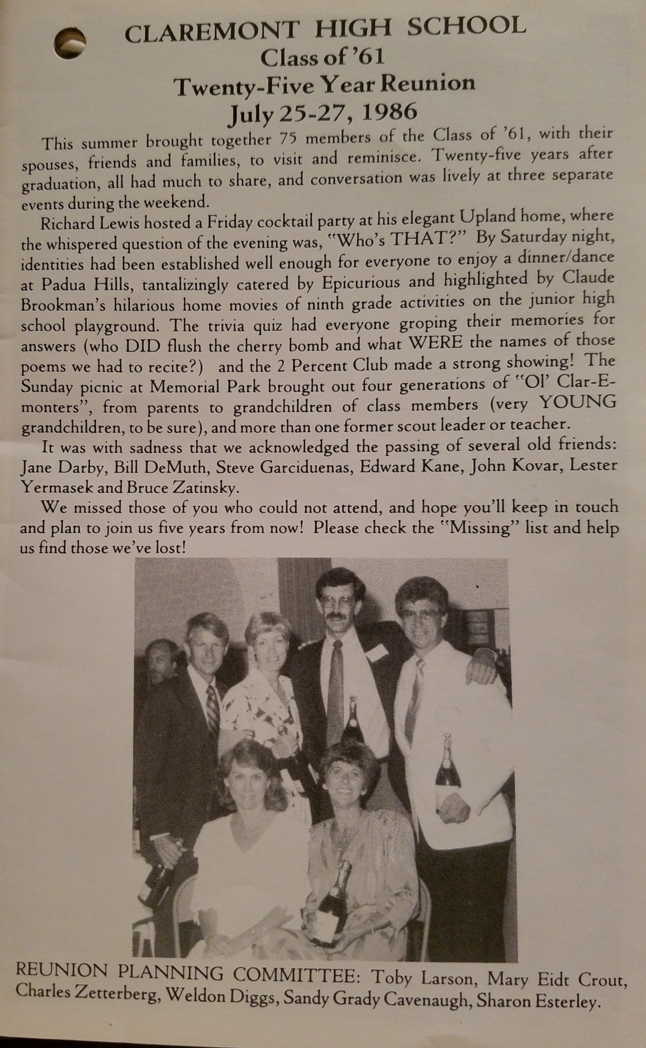 CLAREMONT HIGH SCHOOL
Class of '61
Twenty-Five Year Reunion
July 25-27, 1986
This summer brought together 75 members of the Class of '61, with their
spouses, friends and families, to visit and reminisce. Twenty-five years after
graduation, all had much to share, and conversation was lively at three separate
events during the weekend.
Richard Lewis hosted a Friday cocktail party at his elegant Upland home, where
the whispered question of the evening was, "Who's THAT?" By Saturday night,
identities had been established well enough for everyone to enjoy a dinner/dance
at Padua Hills, tantalizingly catered by Epicurious and highlighted by Claude
Brookman's hilarious home movies of ninth grade activities on the junior high
school playground. The trivia quiz had everyone groping their memories for
answers (who DID flush the cherry bomb and what WERE the names of those
poems we had to recite?) and the 2 Percent Club made a strong showing! The
Sunday picnic at Memorial Park brought out four generations of "Ol' Clar-E-
monters", from parents to grandchildren of class members (very YOUNG
grandchildren, to be sure), and more than one former scout leader or teacher.
It was with sadness that we acknowledged the passing of several old friends:
Jane Darby, Bill DeMuth, Steve Garciduenas, Edward Kane, John Kovar, Lester
Yermasek and Bruce Zatinsky.
We missed those of you who could not attend, and hope you'll keep in touch
and plan to join us five years from now! Please check the "Missing" list and help
us find those we've lost!
REUNION PLANNING COMMITTEE: Toby Larson, Mary Eidt Crout,
Charles Zetterberg, Weldon Diggs, Sandy Grady Cavenaugh, Sharon Esterley.